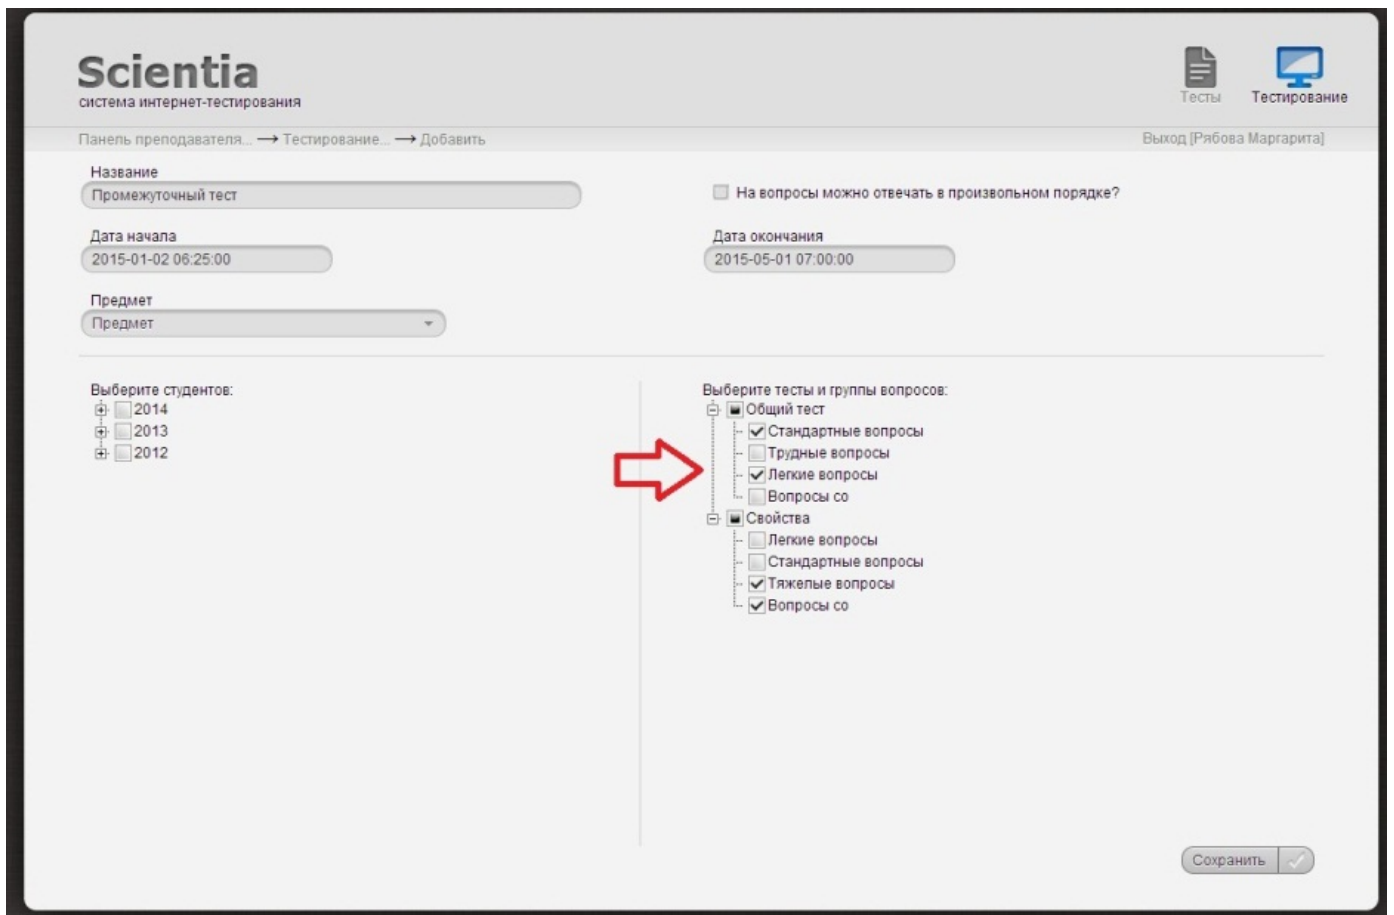 Scientia
система интернет-тестирования
Тесты
Тестирование
Панель преподавателя... → Тестирование... → Добавить
Выход [Рябова Маргарита]
Название
Промежуточный тест
На вопросы можно отвечать в произвольном порядке?
Дата начала
2015-01-02 06:25:00
Дата окончания
2015-05-01 07:00:00
Предмет
Предмет
Выберите студентов:
2014
2013
2012
Выберите тесты и группы вопросов:
Общий тест
Стандартные вопросы
Трудные вопросы
Легкие вопросы
Вопросы со
Свойства
Легкие вопросы
Стандартные вопросы
Тяжелые вопросы
Вопросы со
Сохранить